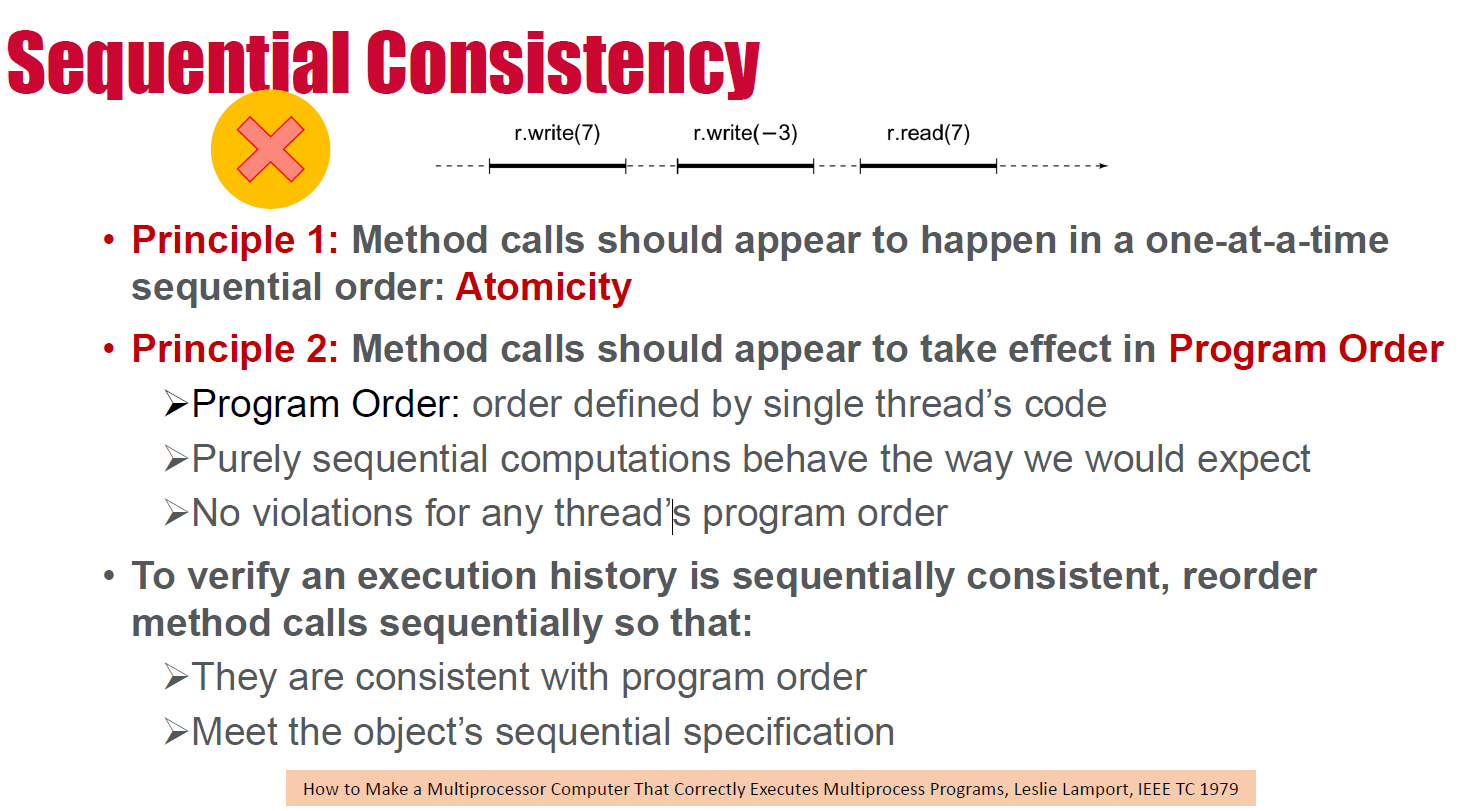 Sequential Consistency
r.write(7) r.write(−3) r.read(7)
• Principle 1: Method calls should appear to happen in a one-at-a-time
sequential order: Atomicity
• Principle 2: Method calls should appear to take effect in Program Order
➢Program Order: order defined by single thread’s code
➢Purely sequential computations behave the way we would expect
➢No violations for any thread’s program order
• To verify an execution history is sequentially consistent, reorder
method calls sequentially so that:
➢They are consistent with program order
➢Meet the object’s sequential specification
How to Make a Multiprocessor Computer That Correctly Executes Multiprocess Programs, Leslie Lamport, IEEE TC 1979